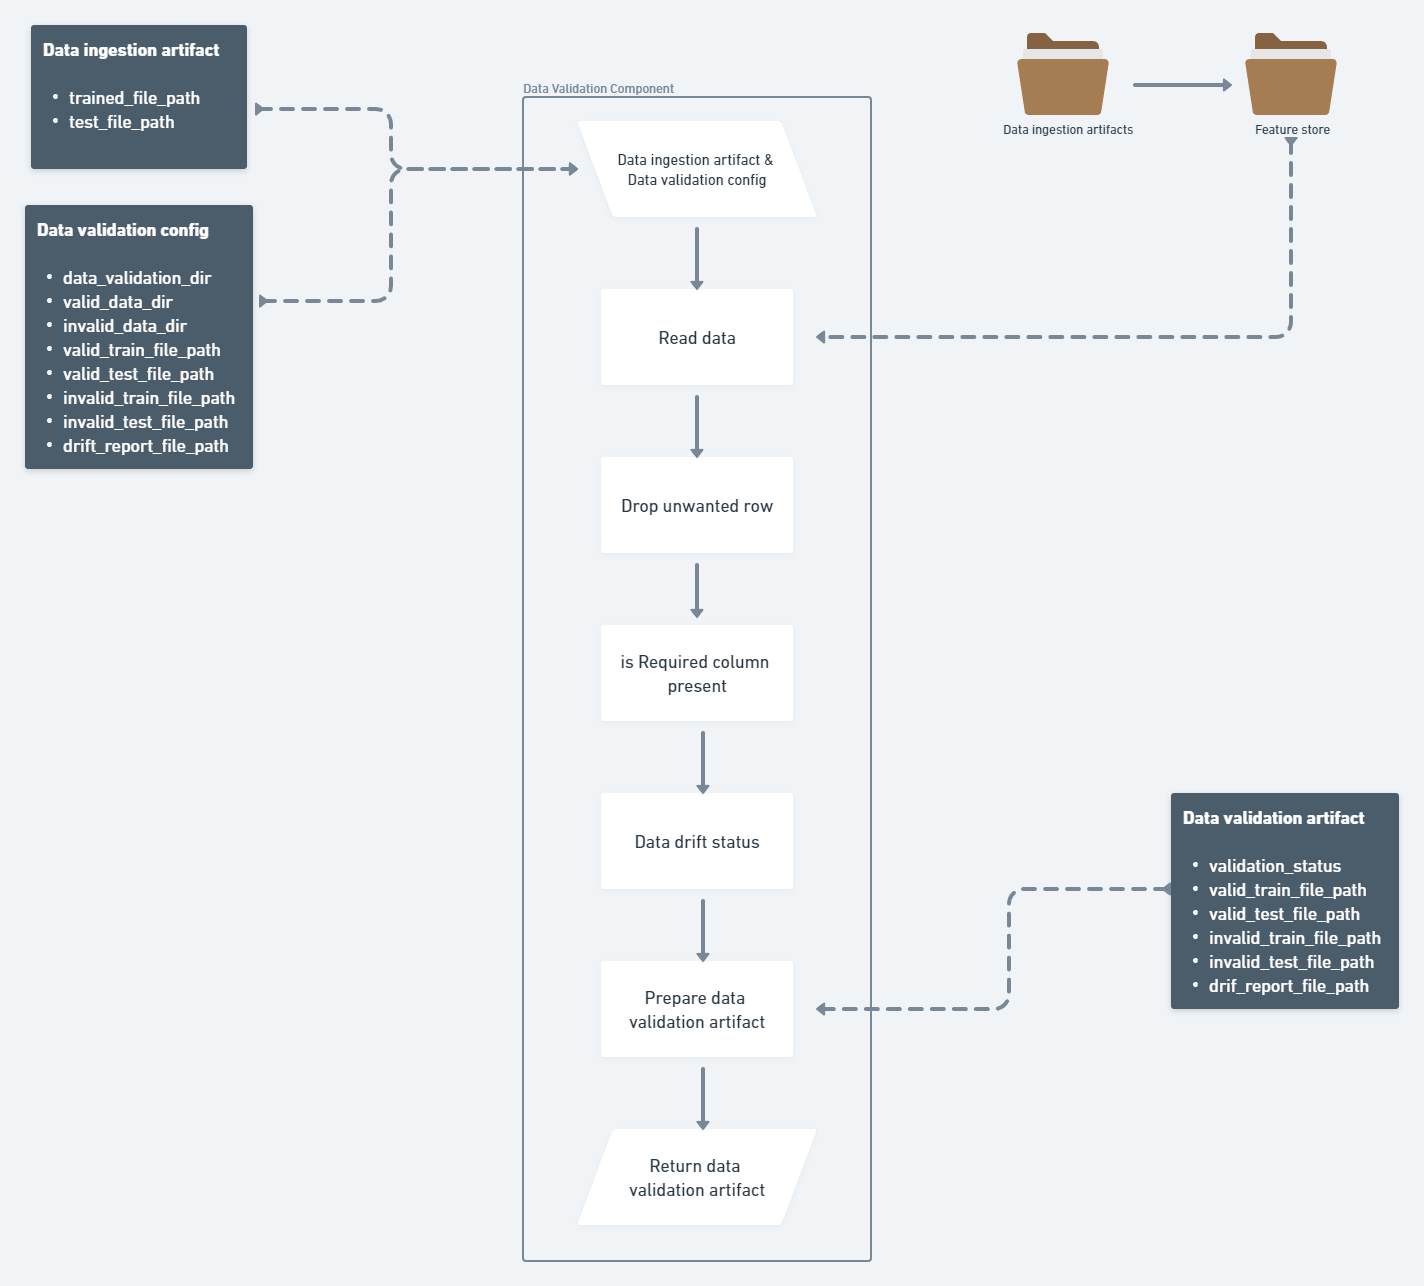 Data ingestion artifact
• trained_file_path
• test_file_path
Data validation config
• data_validation_dir
• valid_data_dir
• invalid_data_dir
• valid_train_file_path
• valid_test_file_path
• invalid_train_file_path
• invalid_test_file_path
• drift_report_file_path
Data Validation Component
Data ingestion artifact &
Data validation config
Read data
Drop unwanted row
is Required column
present
Data drift status
Prepare data
validation artifact
Return data
validation artifact
Data ingestion artifacts
Feature store
Data validation artifact
• validation_status
• valid_train_file_path
• valid_test_file_path
• invalid_train_file_path
• invalid_test_file_path
• drif_report_file_path